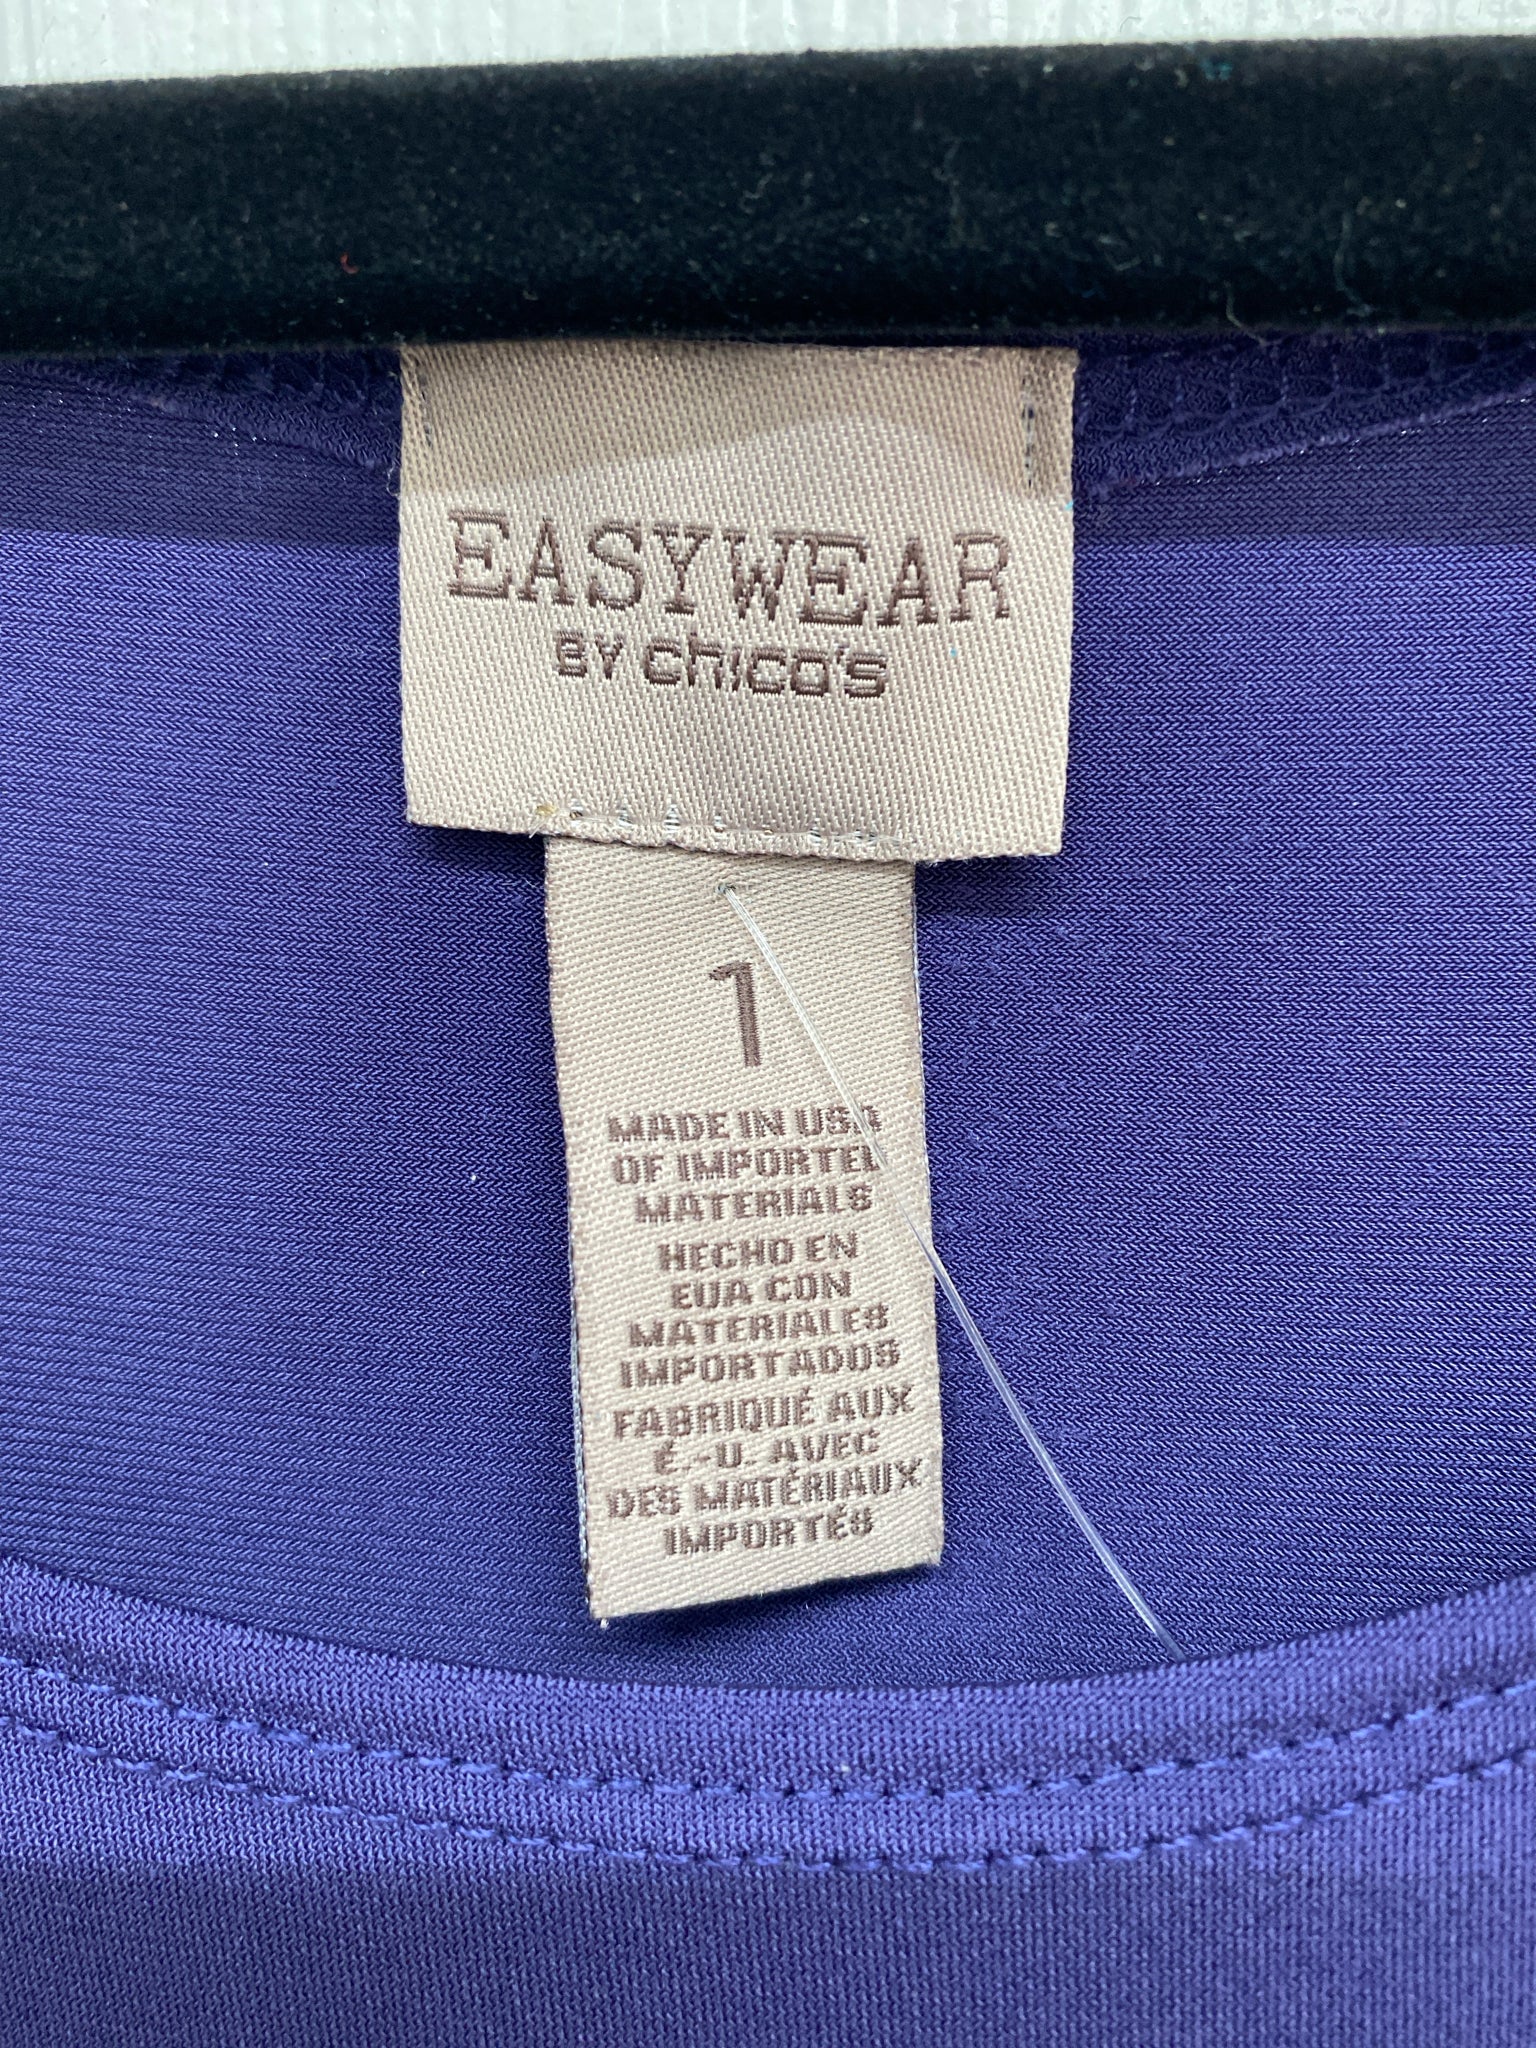 EASYWEAR
BY chico's
1
MADE IN USA
OF IMPORTED
MATERIALS
HECHO EN
EUA CON
MATERIALES
IMPORTADOS
FABRIQUÉ AUX
É.-U. AVEC
DES MATÉRIAUX
IMPORTÉS